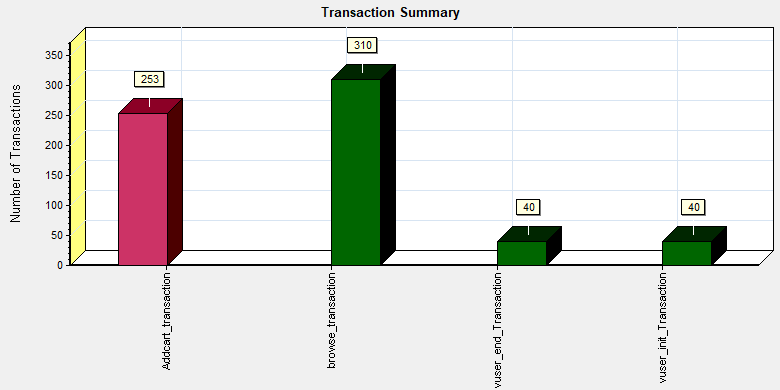 Transaction Summary
Number of Transactions
350
300
250
200
150
100
50
0
253
310
40
40
Addcart_transaction
browse_transaction
vuser_end_Transaction
vuser_init_Transaction